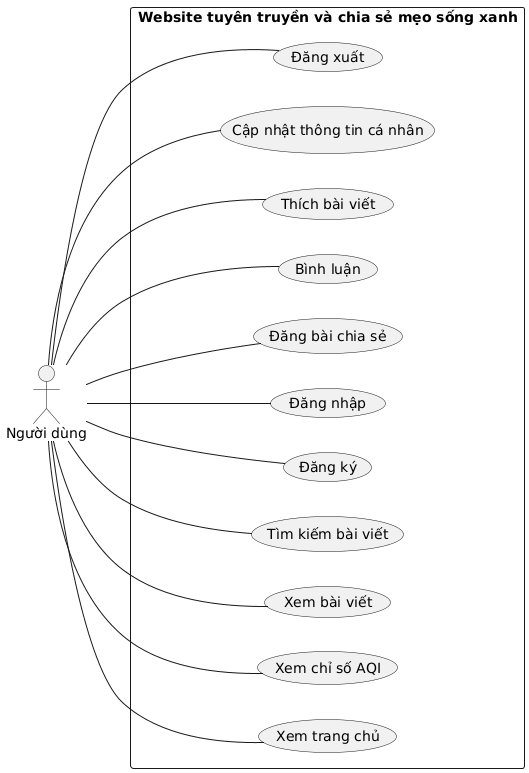 Website tuyên truyền và chia sẻ mẹo sống xanh
Đăng xuất
Cập nhật thông tin cá nhân
Thích bài viết
Bình luận
Đăng bài chia sẻ
Đăng nhập
Người dùng
Đăng ký
Tìm kiếm bài viết
Xem bài viết
Xem chỉ số AQI
Xem trang chủ